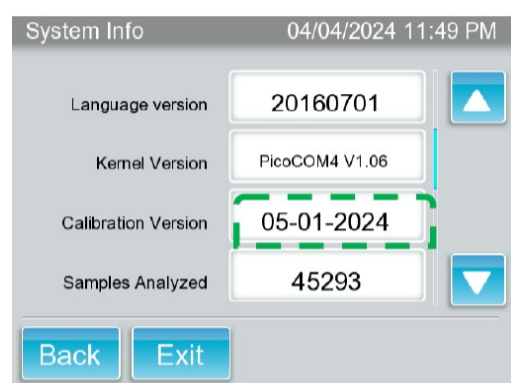 System Info 04/04/2024 11:49 PM
Language version 20160701
Kernel Version PicoCOM4 V1.06
Calibration Version 05-01-2024
Samples Analyzed 45293
Back Exit